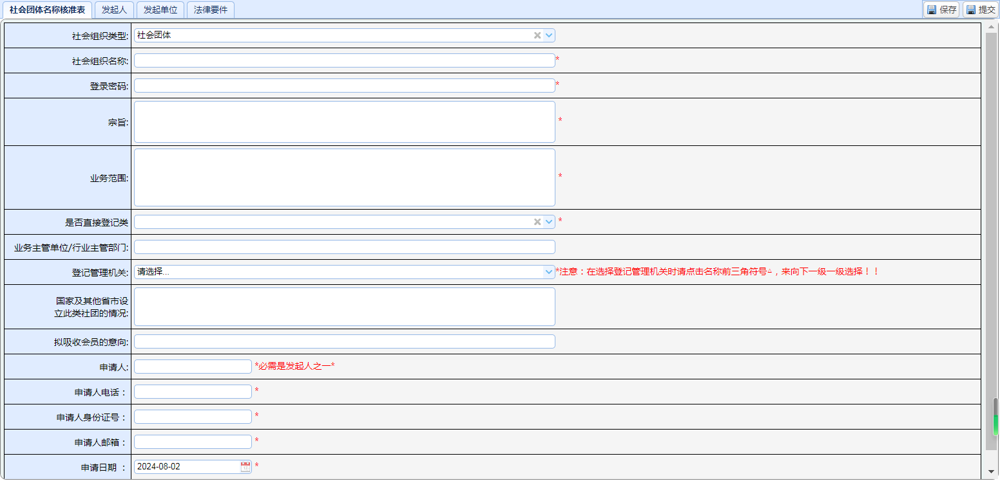 社会团体名称核准表 发起人 发起单位 法律要件 保存 提交
社会组织类型: 社会团体
社会组织名称: *
登录密码: *
宗旨: *
业务范围: *
是否直接登记类 *
业务主管单位/行业主管部门:
登记管理机关: 请选择... *注意：在选择登记管理机关时请点击名称前三角符号△，来向下一级一级选择！！
国家及其他省市设
立此类社团的情况:
拟吸收会员的意向:
申请人: *必需是发起人之一*
申请人电话： *
申请人身份证号： *
申请人邮箱： *
申请日期 ： 2024-08-02 *